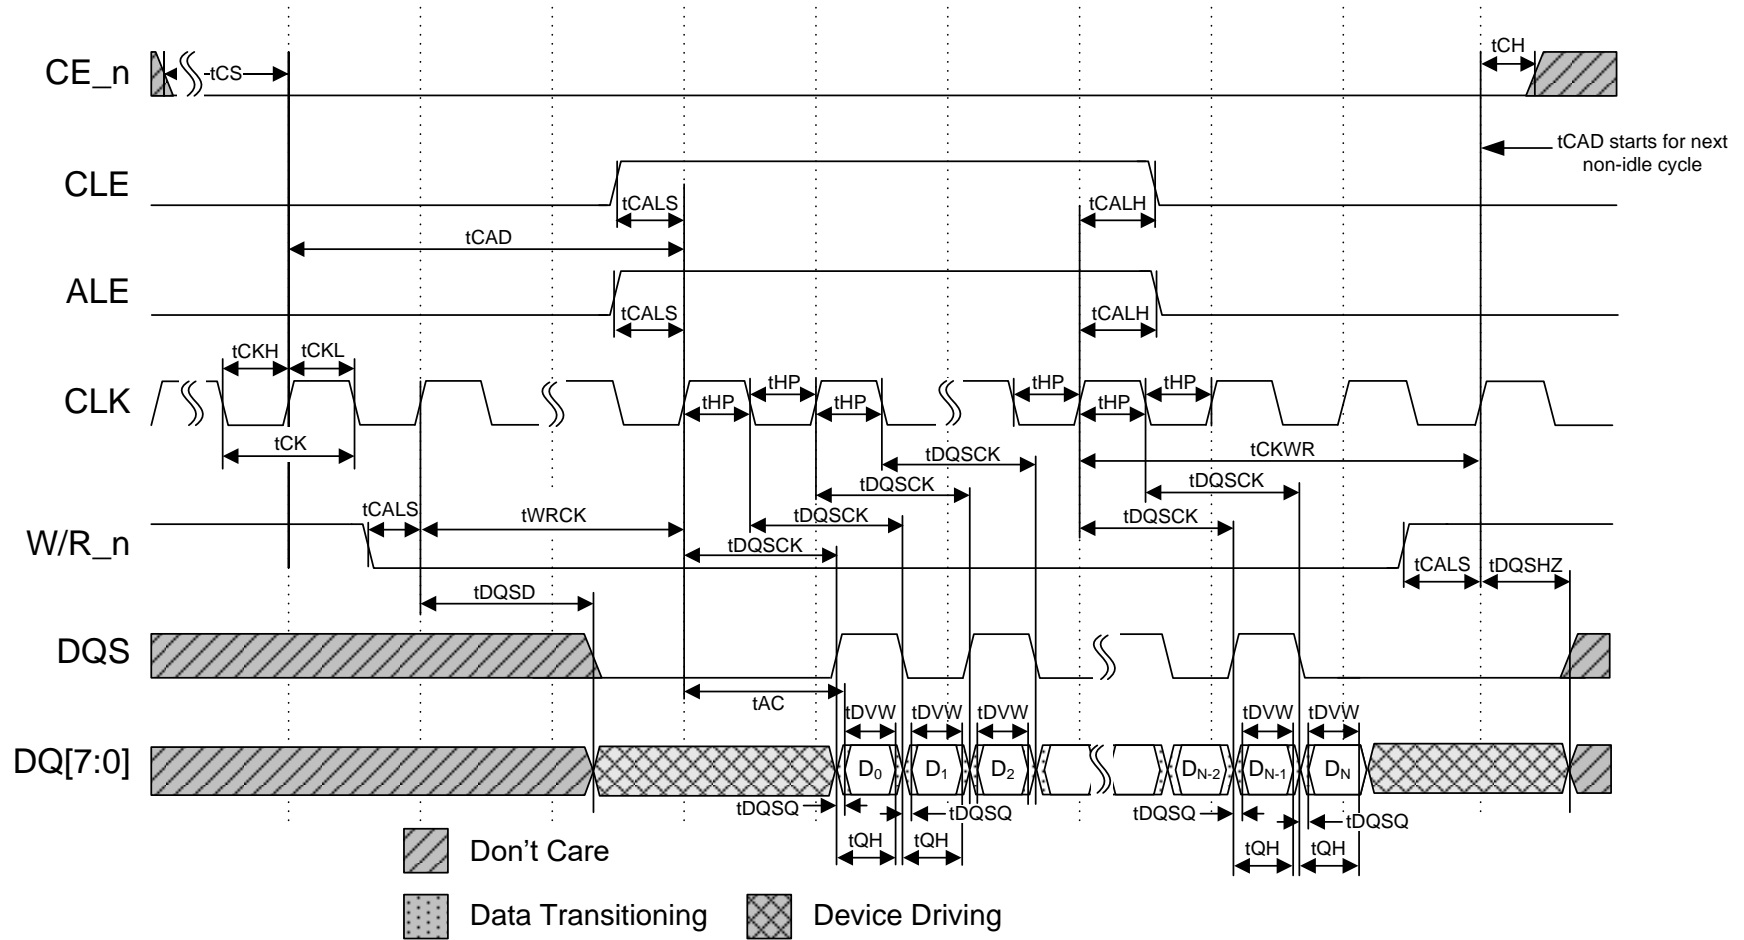 tCH
CE_n
tCS
tCAD starts for next
non-idle cycle
CLE
tCALS
tCALH
tCAD
ALE
tCALS
tCALH
tCKH
tCKL
CLK
tHP
tHP
tHP
tHP
tHP
tHP
tCK
tDQSCK
tCKWR
tDQSCK
tDQSCK
tCALS
tWRCK
tDQSCK
tDQSCK
W/R_n
tDQSCK
tCALS
tDQSHZ
tDQSD
DQS
tAC
tDVW
tDVW
tDVW
tDVW
tDVW
DQ[7:0]
D0
D1
D2
DN-2
DN-1
DN
tDQSQ
tDQSQ
tDQSQ
tDQSQ
tQH
tQH
tQH
tQH
Don't Care
Data Transitioning
Device Driving